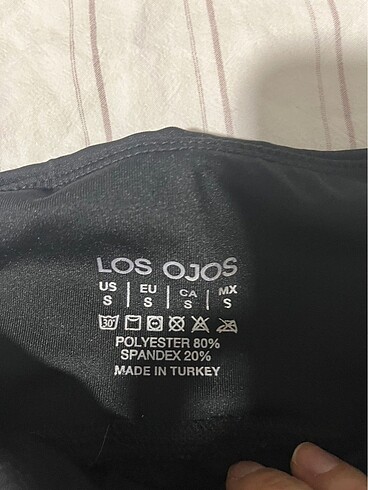 LOS OJOS
US | EU | CA | MX
S | S | S | S
30°
POLYESTER 80%
SPANDEX 20%
MADE IN TURKEY